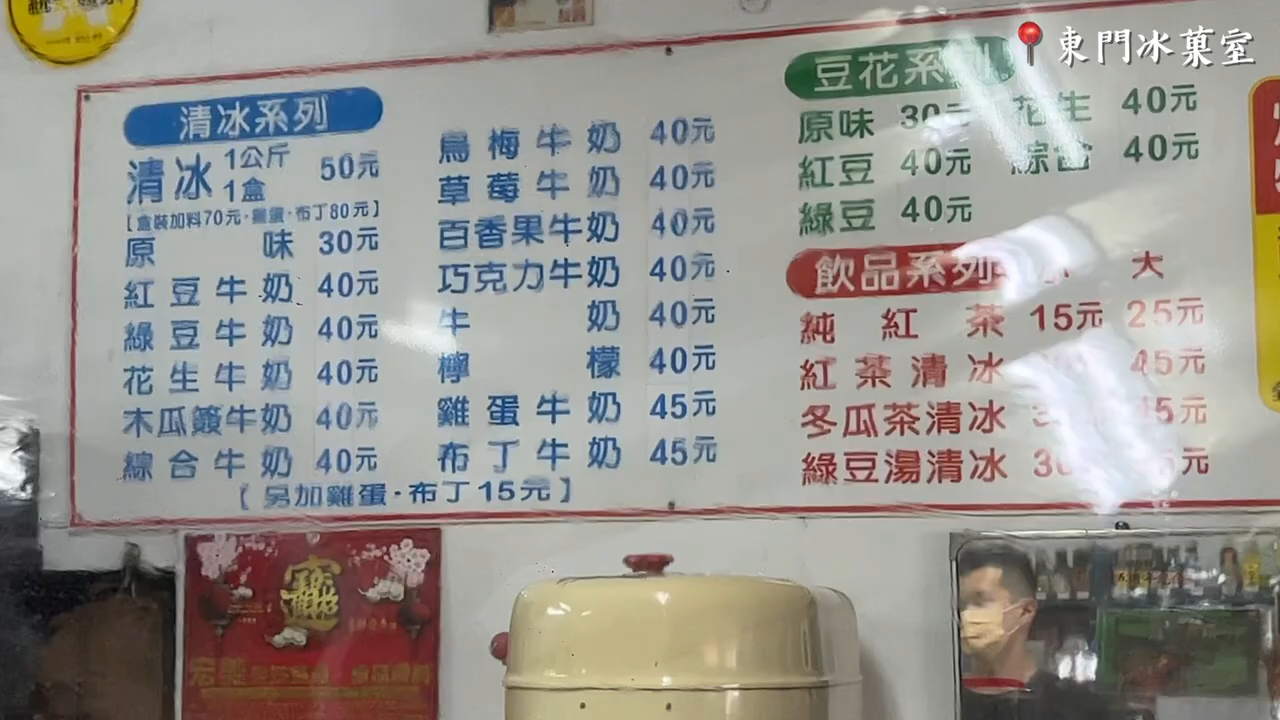 東門冰菓室
清冰系列
清冰 1公斤 1盒 50元
[盒裝加料70元·雞蛋·布丁80元]
原味 30元
紅豆牛奶 40元
綠豆牛奶 40元
花生牛奶 40元
木瓜簽牛奶 40元
綜合牛奶 40元
烏梅牛奶 40元
草莓牛奶 40元
百香果牛奶 40元
巧克力牛奶 40元
牛奶 40元
檸檬 40元
雞蛋牛奶 45元
布丁牛奶 45元
[另加雞蛋·布丁15元]
豆花系列
原味 30元 花生 40元
紅豆 40元 綜合 40元
綠豆 40元
飲品系列 小 大
純紅茶 15元 25元
紅茶清冰 45元
冬瓜茶清冰 45元
綠豆湯清冰 30 元